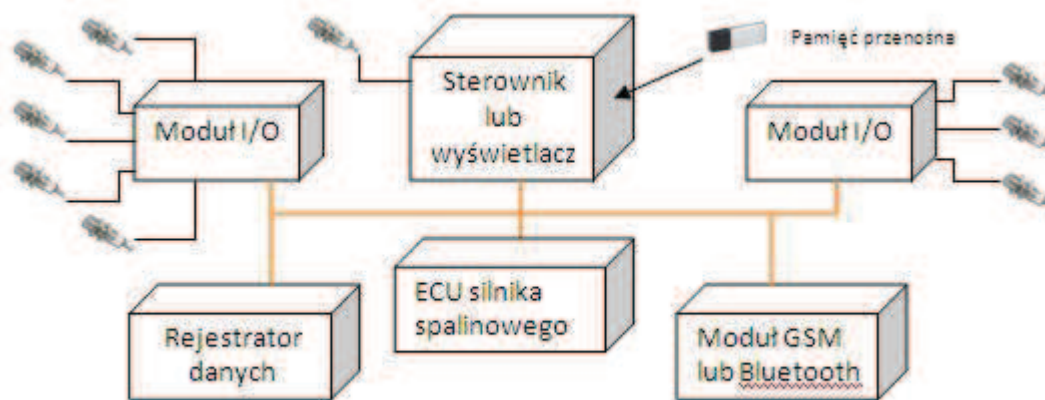 Pamięć przenośna
Sterownik
lub
wyświetlacz
Moduł I/O
Moduł I/O
ECU silnika
spalinowego
Rejestrator
danych
Moduł GSM
lub Bluetooth